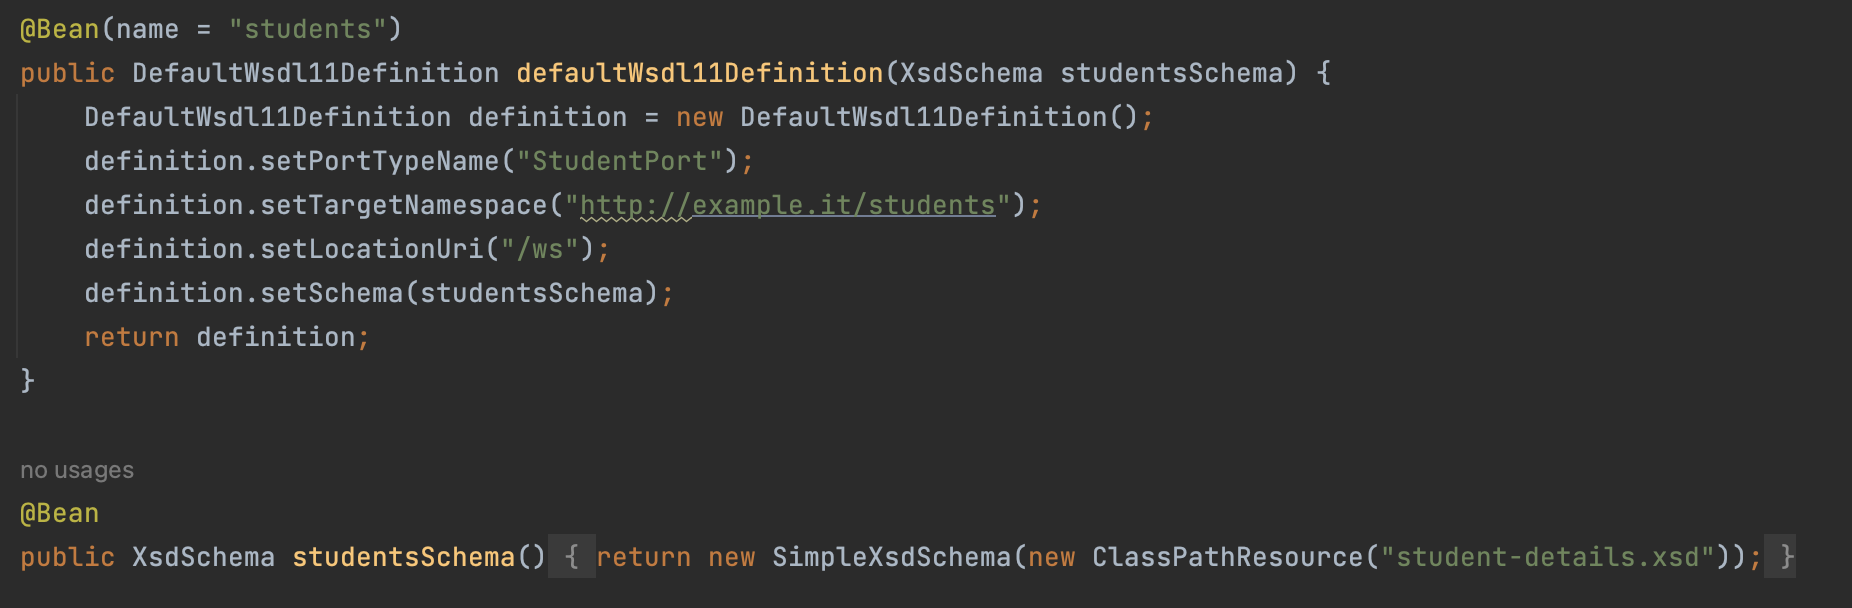 @Bean(name = "students")
public DefaultWsdl11Definition defaultWsdl11Definition(XsdSchema studentsSchema) {
    DefaultWsdl11Definition definition = new DefaultWsdl11Definition();
    definition.setPortTypeName("StudentPort");
    definition.setTargetNamespace("http://example.it/students");
    definition.setLocationUri("/ws");
    definition.setSchema(studentsSchema);
    return definition;
}
no usages
@Bean
public XsdSchema studentsSchema() { return new SimpleXsdSchema(new ClassPathResource("student-details.xsd")); }